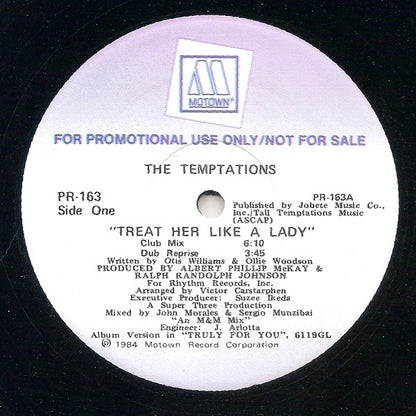 MOTOWN®
FOR PROMOTIONAL USE ONLY/NOT FOR SALE
THE TEMPTATIONS
PR-163
Side One
PR-163A
Published by Jobete Music Co.,
Inc./Tall Temptations Music
(ASCAP)
"TREAT HER LIKE A LADY"
Club Mix 6:10
Dub Reprise 3:45
Written by Otis Williams & Ollie Woodson
PRODUCED BY ALBERT PHILLIP McKAY &
RALPH RANDOLPH JOHNSON
For Rhythm Records, Inc.
Arranged by Victor Carstarphen
Executive Producer: Suzee Ikeda
A Super Three Production
Mixed by John Morales & Sergio Munzibai
"An M&M Mix"
Engineer: J. Arlotta
Album Version in "TRULY FOR YOU", 6119GL
℗ 1984 Motown Record Corporation